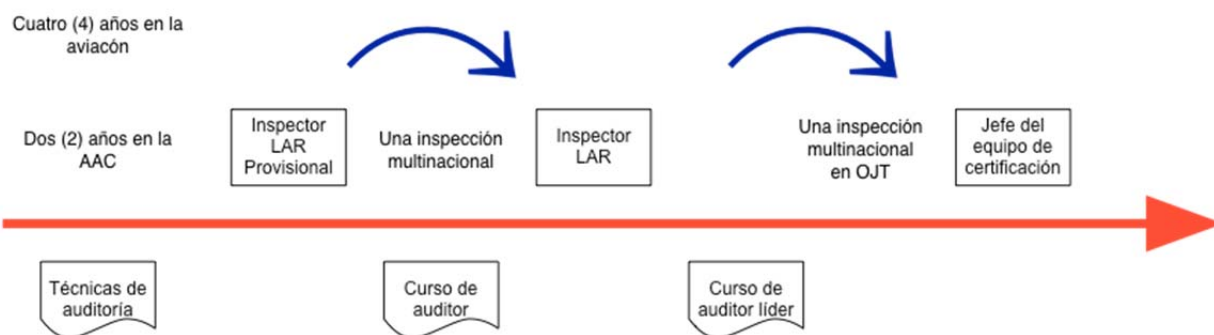 Cuatro (4) años en la
aviacón
Dos (2) años en la
AAC
Inspector
LAR
Provisional
Una inspección
multinacional
Inspector
LAR
Una inspección
multinacional
en OJT
Jefe del
equipo de
certificación
Técnicas de
auditoría
Curso de
auditor
Curso de
auditor líder